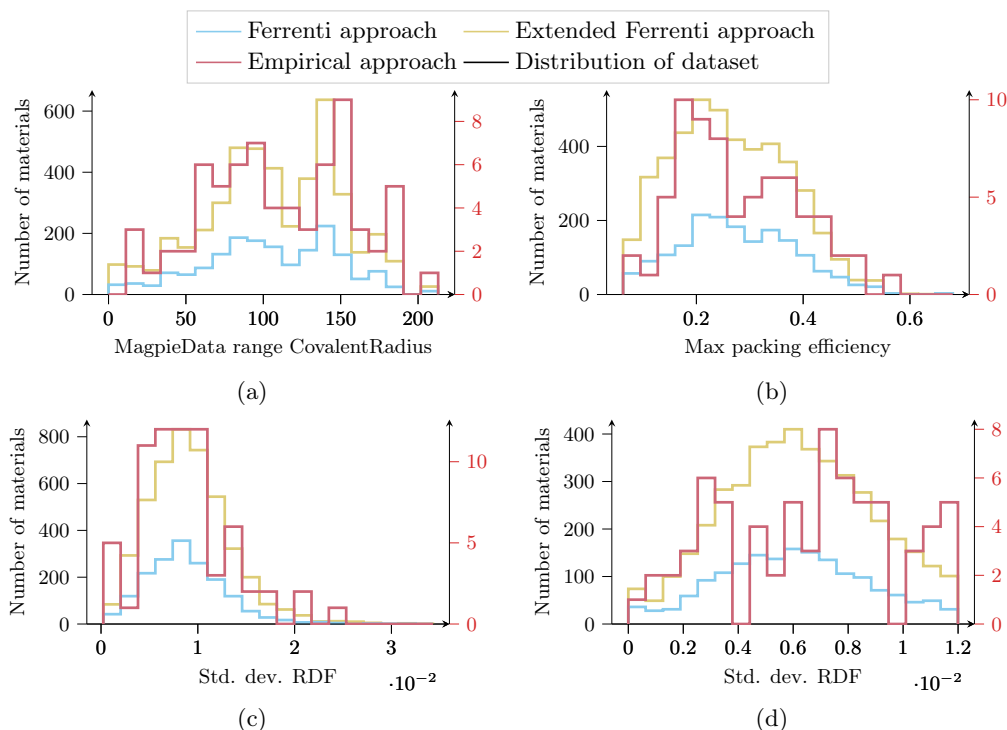 Ferrenti approach Extended Ferrenti approach
Empirical approach Distribution of dataset
Number of materials
600
400
200
0
8
6
4
2
0
0 50 100 150 200
MagpieData range CovalentRadius
(a)
Number of materials
400
200
0
10
5
0
0.2 0.4 0.6
Max packing efficiency
(b)
Number of materials
800
600
400
200
0
10
5
0
0 1 2 3
Std. dev. RDF
·10⁻²
(c)
Number of materials
400
300
200
100
0
8
6
4
2
0
0 0.2 0.4 0.6 0.8 1 1.2
Std. dev. RDF
·10⁻²
(d)